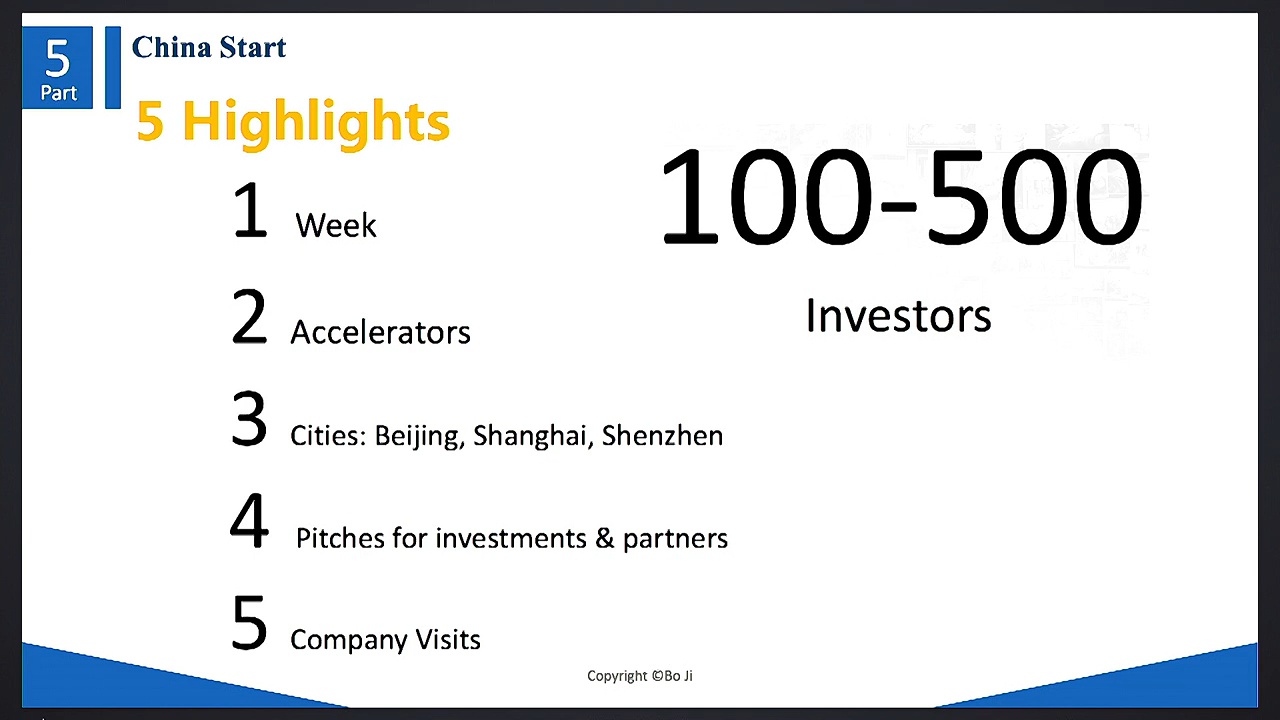 5
Part
China Start
5 Highlights
1 Week
2 Accelerators
3 Cities: Beijing, Shanghai, Shenzhen
4 Pitches for investments & partners
5 Company Visits
100-500
Investors
Copyright ©Bo Ji